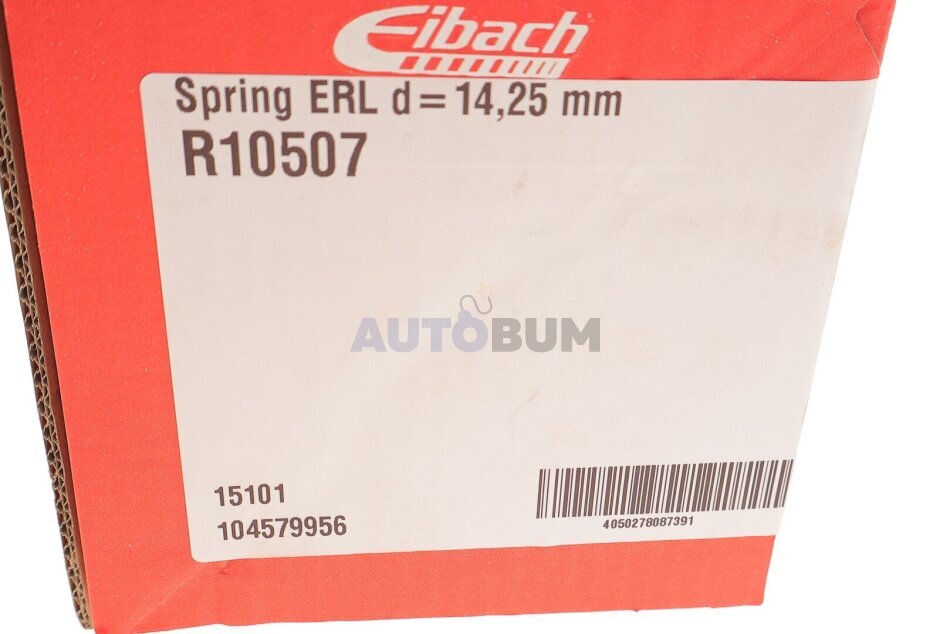 Eibach
Spring ERL d=14,25 mm
R10507
AUTOBUM
15101
104579956
4050278087391